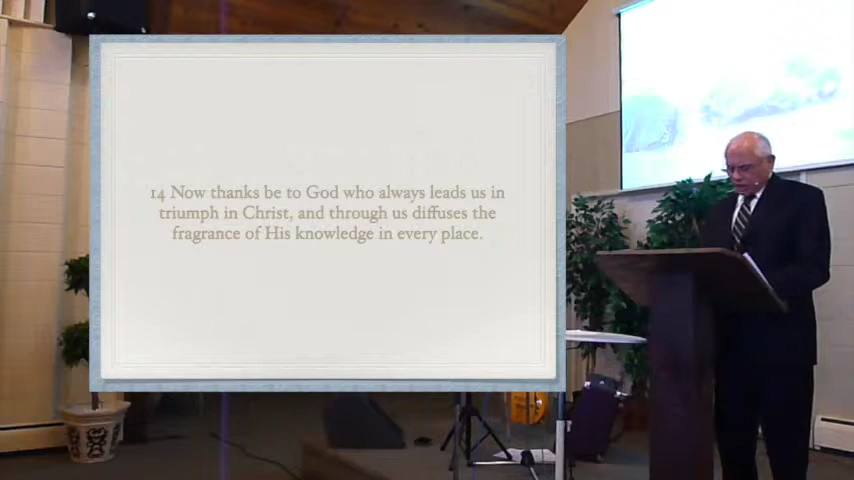 14 Now thanks be to God who always leads us in
triumph in Christ, and through us diffuses the
fragrance of His knowledge in every place.